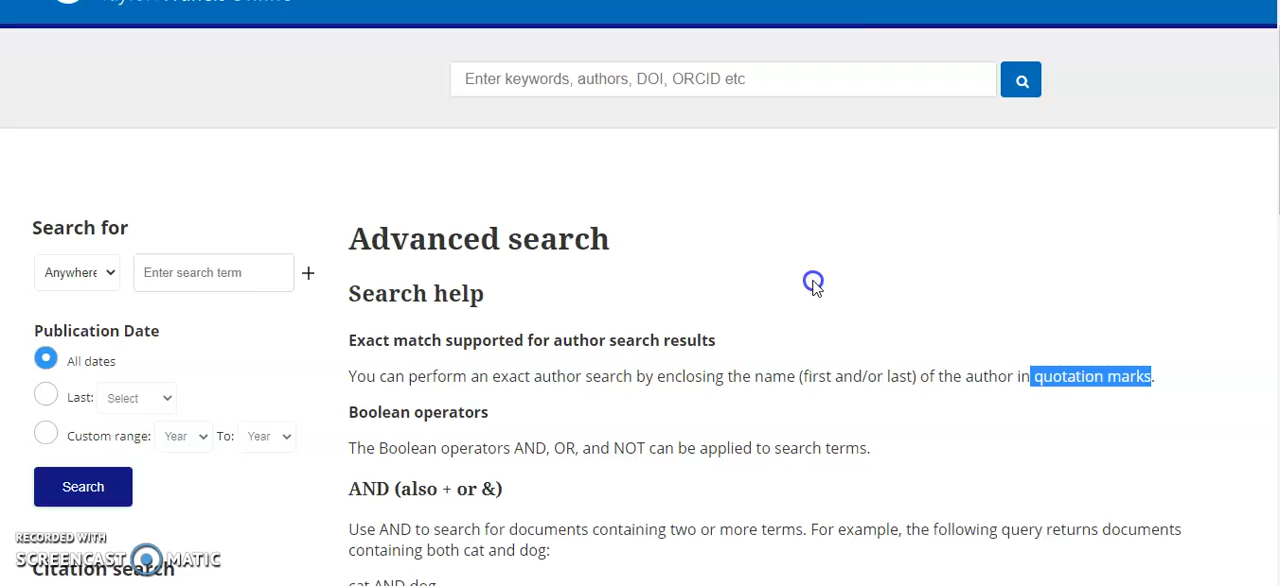 Enter keywords, authors, DOI, ORCID etc
Search for
Anywhere
Enter search term
+
Publication Date
All dates
Last:
Select
Custom range:
Year
To:
Year
Search
RECORDED WITH
SCREENCAST MATIC
Citation search
Advanced search
Search help
Exact match supported for author search results
You can perform an exact author search by enclosing the name (first and/or last) of the author in quotation marks.
Boolean operators
The Boolean operators AND, OR, and NOT can be applied to search terms.
AND (also + or &)
Use AND to search for documents containing two or more terms. For example, the following query returns documents
containing both cat and dog:
cat AND dog